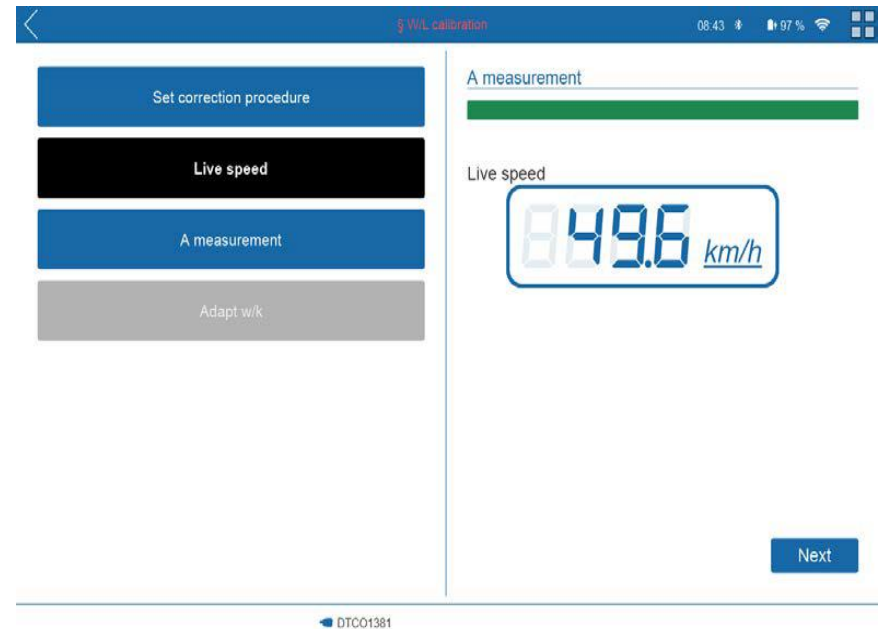 § W/L calibration
08:43
97 %
Set correction procedure
Live speed
A measurement
Adapt w/k
A measurement
Live speed
49.6 km/h
Next
DTCO1381